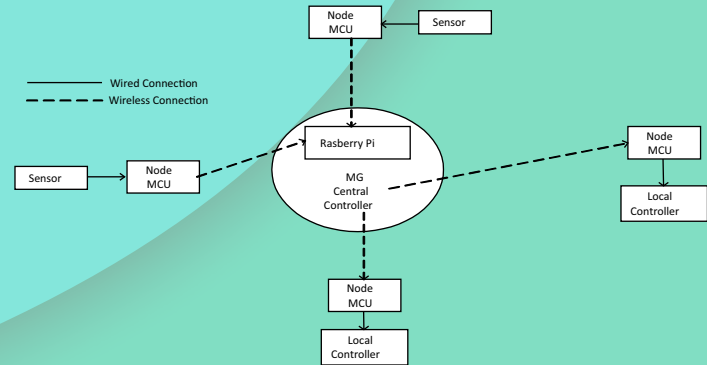 Node
MCU
Sensor
Wired Connection
Wireless Connection
Rasberry Pi
Node
MCU
Sensor
Node
MCU
MG
Central
Controller
Local
Controller
Node
MCU
Local
Controller